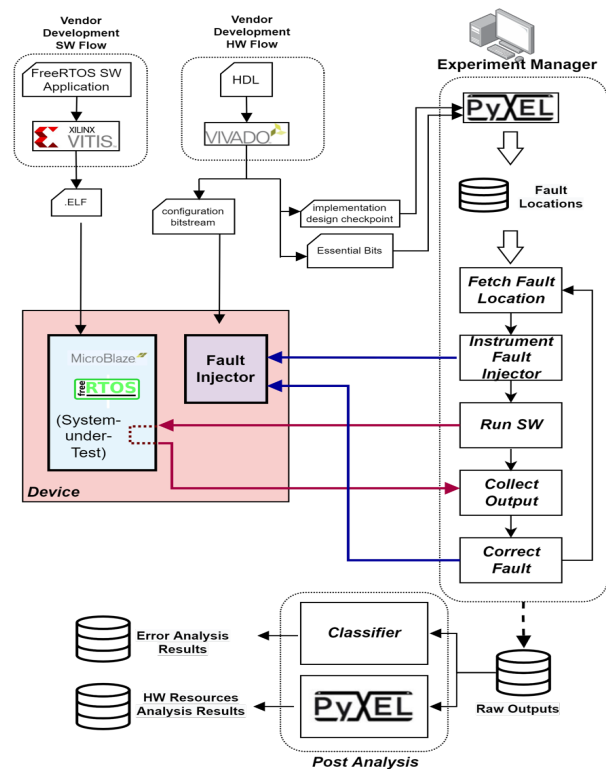 Vendor
Development
SW Flow
Vendor
Development
HW Flow
Experiment Manager
FreeRTOS SW
Application
HDL
PyXEL
XILINX
VITIS
VIVADO
.ELF
configuration
bitstream
implementation
design checkpoint
Essential Bits
Fault
Locations
Fetch Fault
Location
Instrument
Fault
Injector
Run SW
Collect
Output
Correct
Fault
MicroBlaze
free
RTOS
(System-
under-
Test)
Fault
Injector
Device
Classifier
PyXEL
Post Analysis
Error Analysis
Results
HW Resources
Analysis Results
Raw Outputs